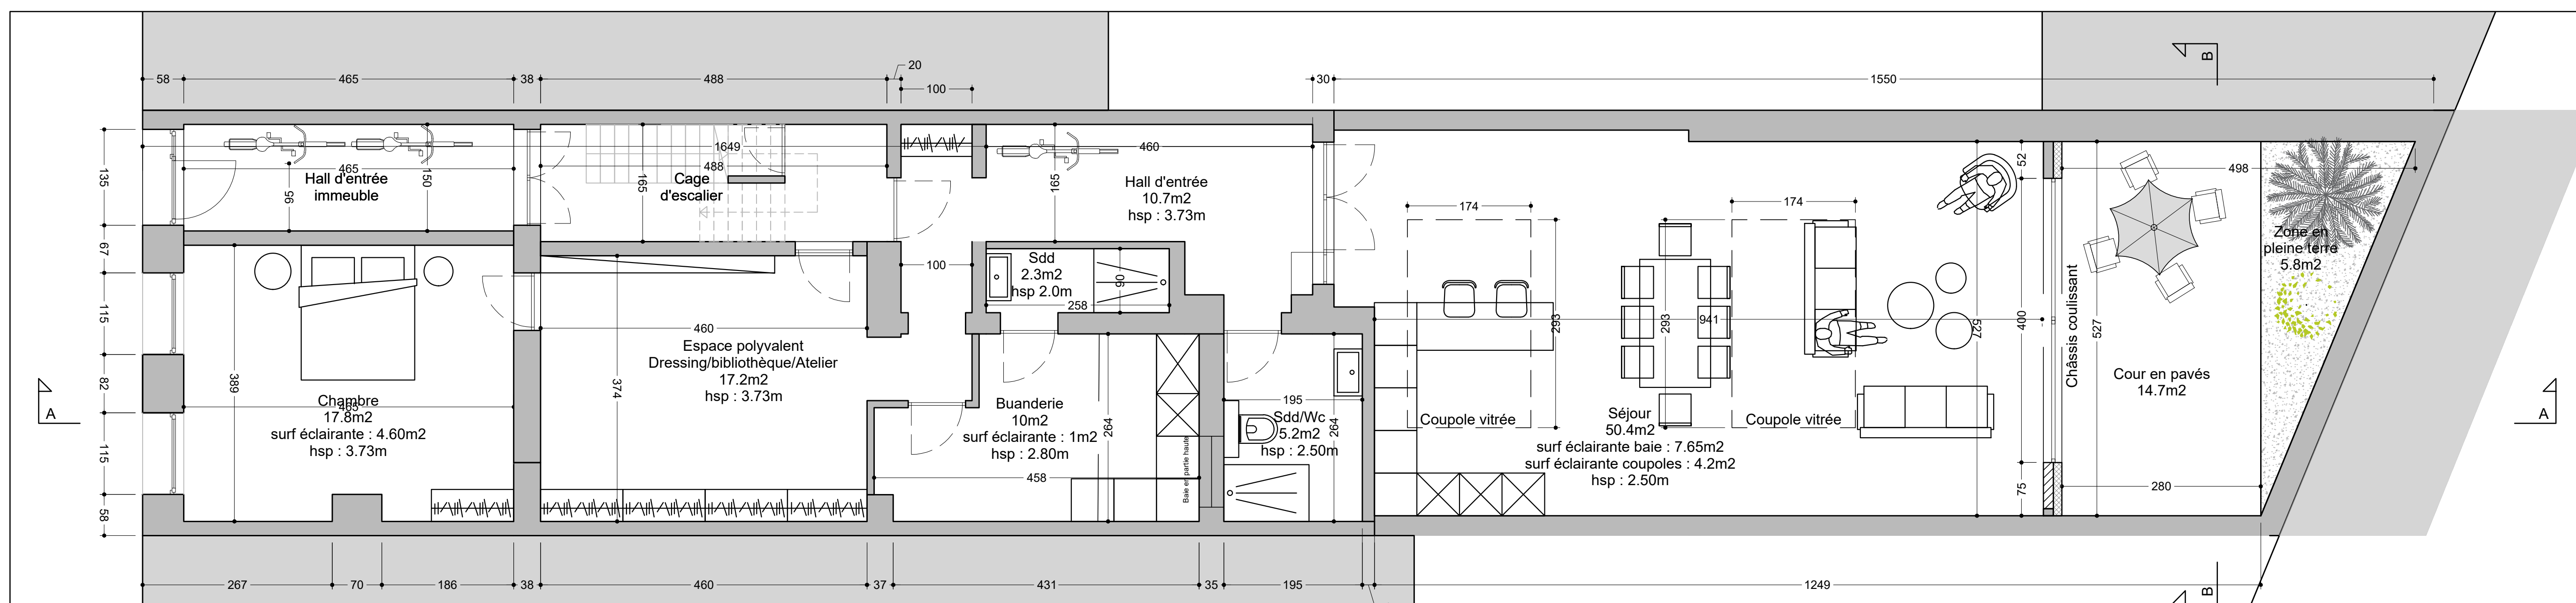 B
58
465
38
488
20
100
30
1550
135
67
115
82
115
58
465
95
150
Hall d'entrée
immeuble
1649
488
165
Cage
d'escalier
460
165
Hall d'entrée
10.7m2
hsp : 3.73m
100
Sdd
2.3m2
hsp 2.0m
90
258
389
465
Chambre
17.8m2
surf éclairante : 4.60m2
hsp : 3.73m
460
374
Espace polyvalent
Dressing/bibliothèque/Atelier
17.2m2
hsp : 3.73m
Buanderie
10m2
surf éclairante : 1m2
hsp : 2.80m
264
458
Baie en partie haute
195
Sdd/Wc
5.2m2
hsp : 2.50m
264
174
293
Coupole vitrée
293
941
174
Coupole vitrée
Séjour
50.4m2
surf éclairante baie : 7.65m2
surf éclairante coupoles : 4.2m2
hsp : 2.50m
527
52
400
75
Châssis coulissant
527
498
Cour en pavés
14.7m2
280
Zone en
pleine terre
5.8m2
A
A
267
70
186
38
460
37
431
35
195
1249
B